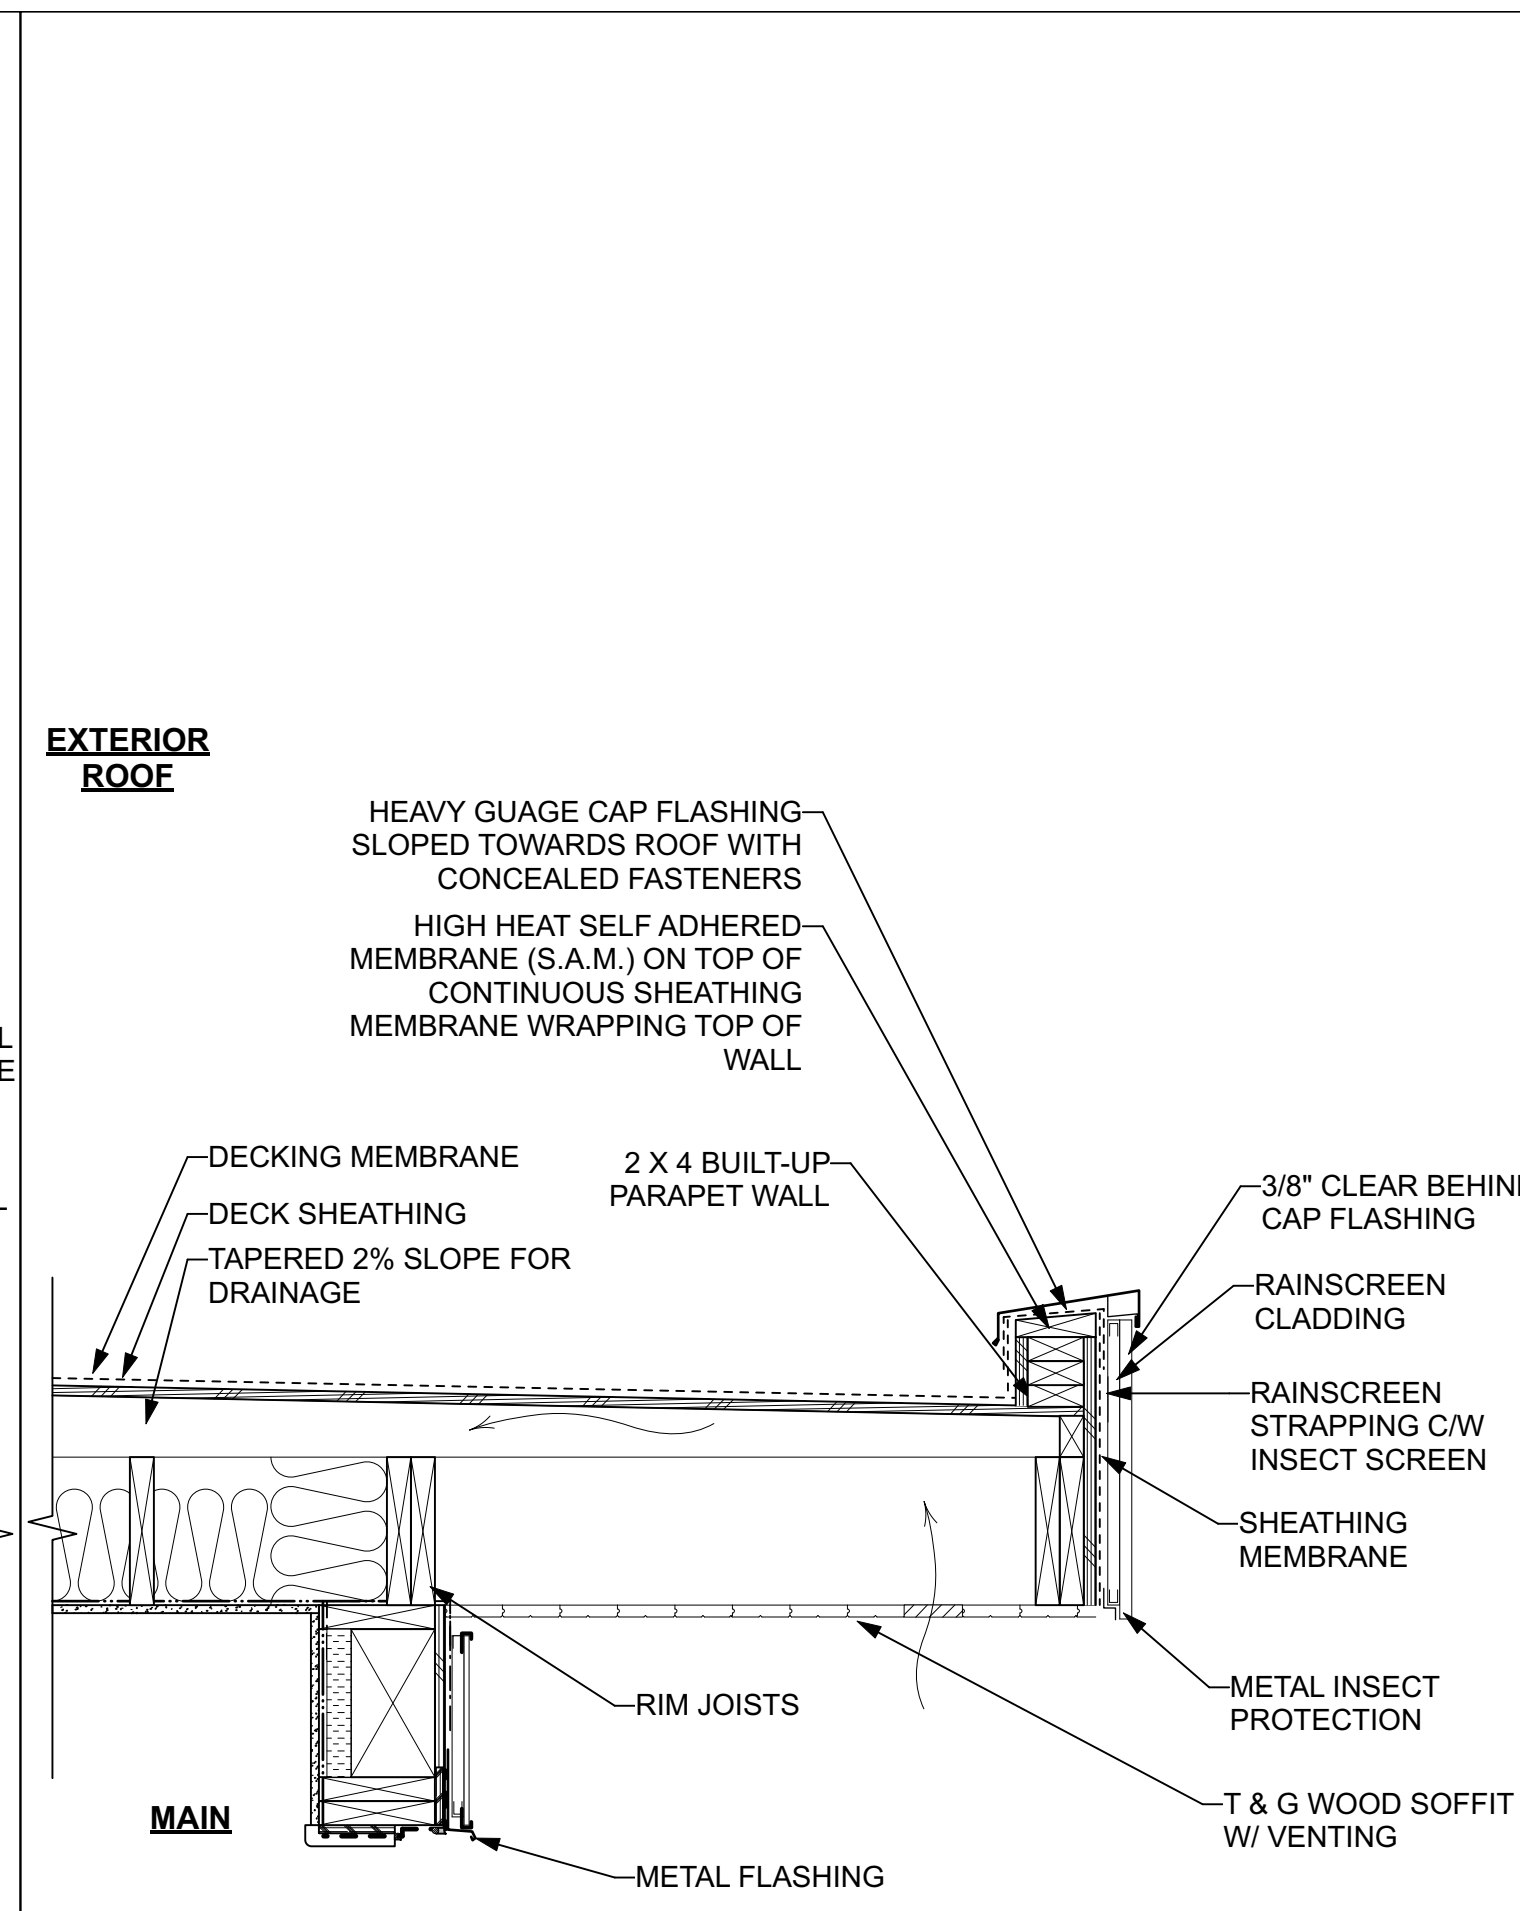 EXTERIOR
ROOF
HEAVY GUAGE CAP FLASHING
SLOPED TOWARDS ROOF WITH
CONCEALED FASTENERS
HIGH HEAT SELF ADHERED
MEMBRANE (S.A.M.) ON TOP OF
CONTINUOUS SHEATHING
MEMBRANE WRAPPING TOP OF
WALL
L
E
L
DECKING MEMBRANE
DECK SHEATHING
TAPERED 2% SLOPE FOR
DRAINAGE
2 X 4 BUILT-UP
PARAPET WALL
3/8" CLEAR
CAP FLASHING
RAINSCREEN
CLADDING
RAINSCREEN
STRAPPING C/W
INSECT SCREEN
SHEATHING
MEMBRANE
METAL INSECT
PROTECTION
T & G WOOD SOFFIT
W/ VENTING
RIM JOISTS
MAIN
METAL FLASHING